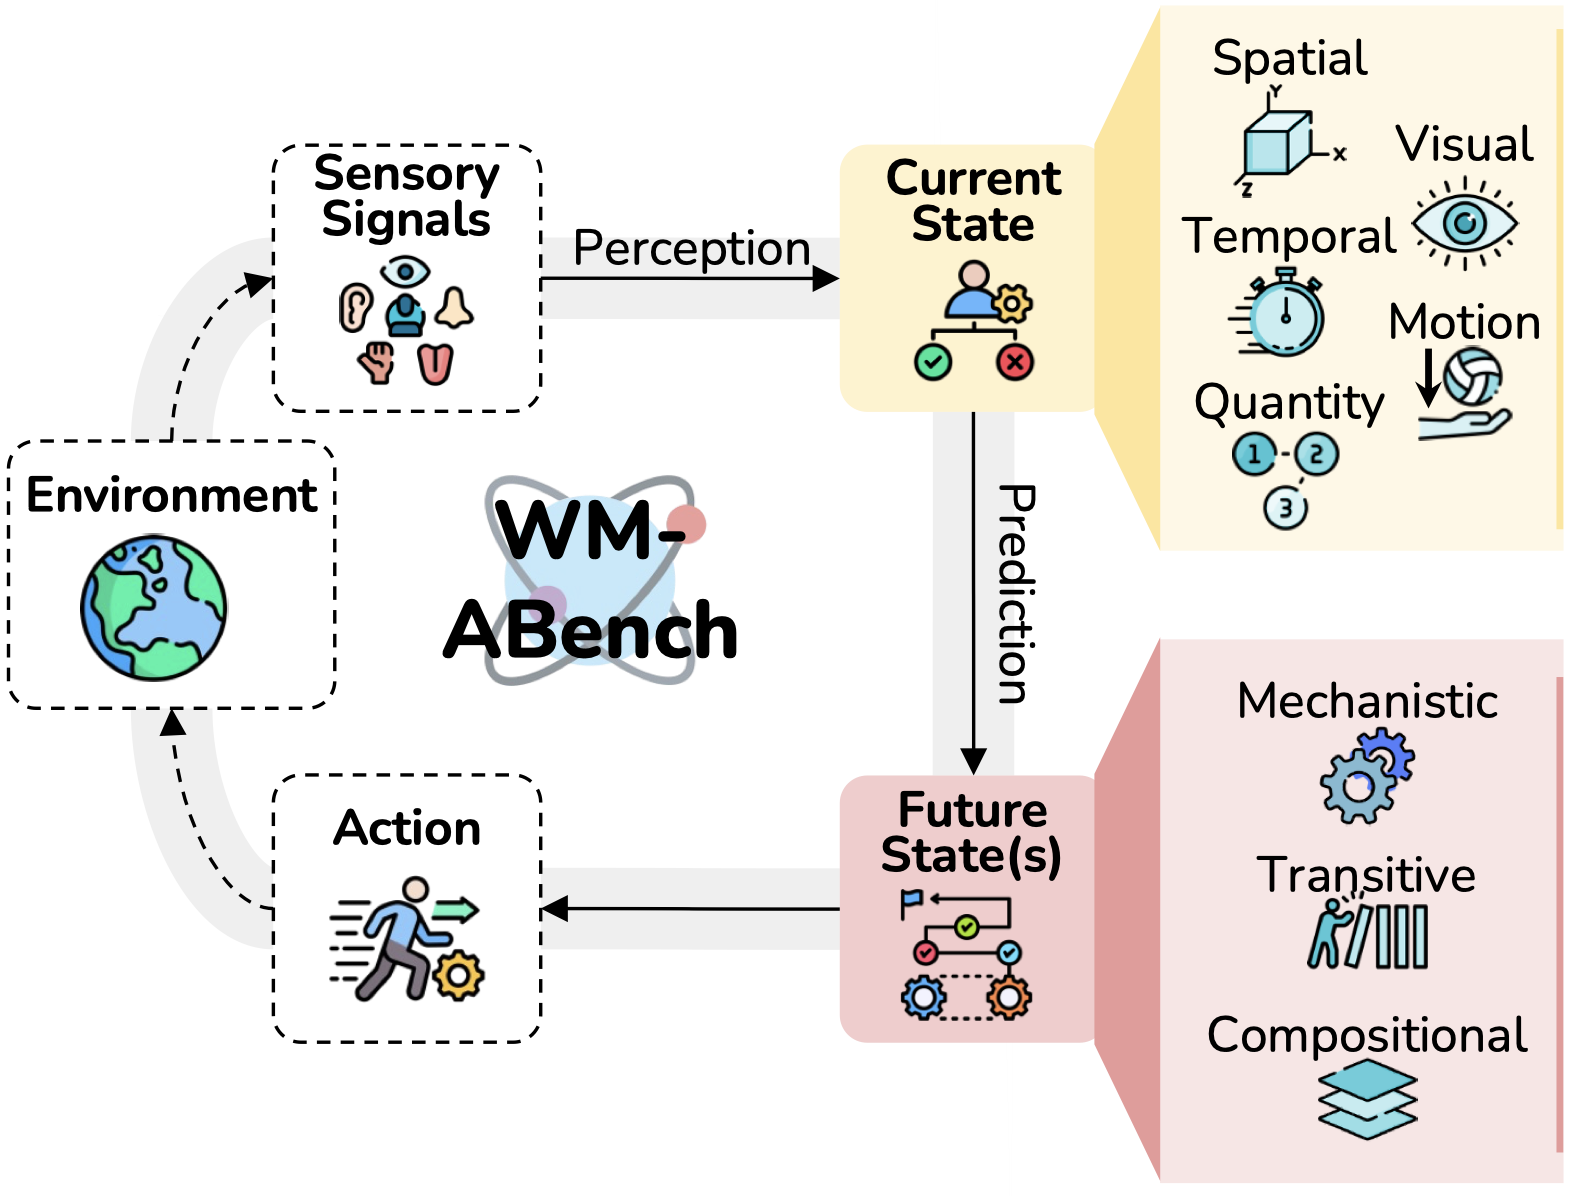 Sensory
Signals
Perception
Current
State
Spatial
Y
X
Z
Visual
Temporal
Motion
Quantity
1 - 2
3
Environment
WM-
ABench
Prediction
Action
Future
State(s)
Mechanistic
Transitive
Compositional